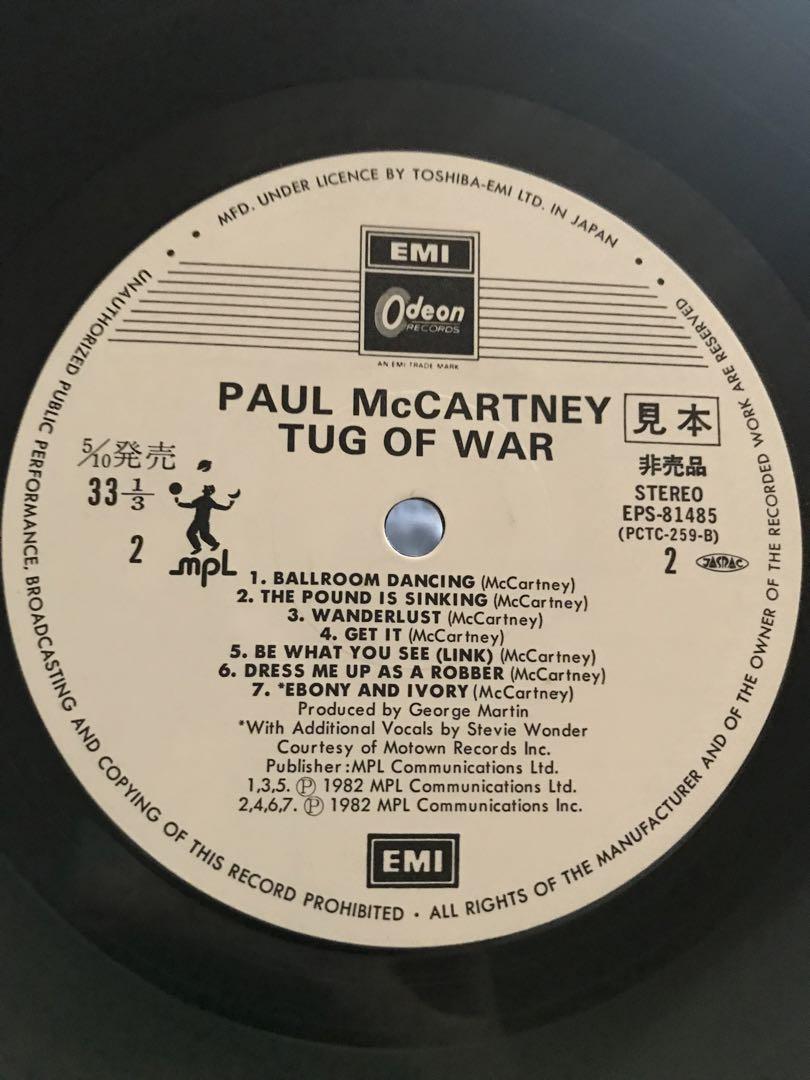 MFD. UNDER LICENCE BY TOSHIBA-EMI LTD. IN JAPAN
EMI
Odeon
RECORDS
AN EMI TRADE MARK
PAUL McCARTNEY
TUG OF WAR
見本
非売品
STEREO
EPS-81485
(PCTC-259-B)
2 JASRAC
5/10発売
33 1/3
2
mpL
1. BALLROOM DANCING (McCartney)
2. THE POUND IS SINKING (McCartney)
3. WANDERLUST (McCartney)
4. GET IT (McCartney)
5. BE WHAT YOU SEE (LINK) (McCartney)
6. DRESS ME UP AS A ROBBER (McCartney)
7. *EBONY AND IVORY (McCartney)
Produced by George Martin
*With Additional Vocals by Stevie Wonder
Courtesy of Motown Records Inc.
Publisher:MPL Communications Ltd.
1,3,5. Ⓟ 1982 MPL Communications Ltd.
2,4,6,7. Ⓟ 1982 MPL Communications Inc.
EMI
UNAUTHORIZED PUBLIC PERFORMANCE, BROADCASTING AND COPYING OF THIS RECORD PROHIBITED · ALL RIGHTS OF THE MANUFACTURER AND OF THE OWNER OF THE RECORDED WORK ARE RESERVED